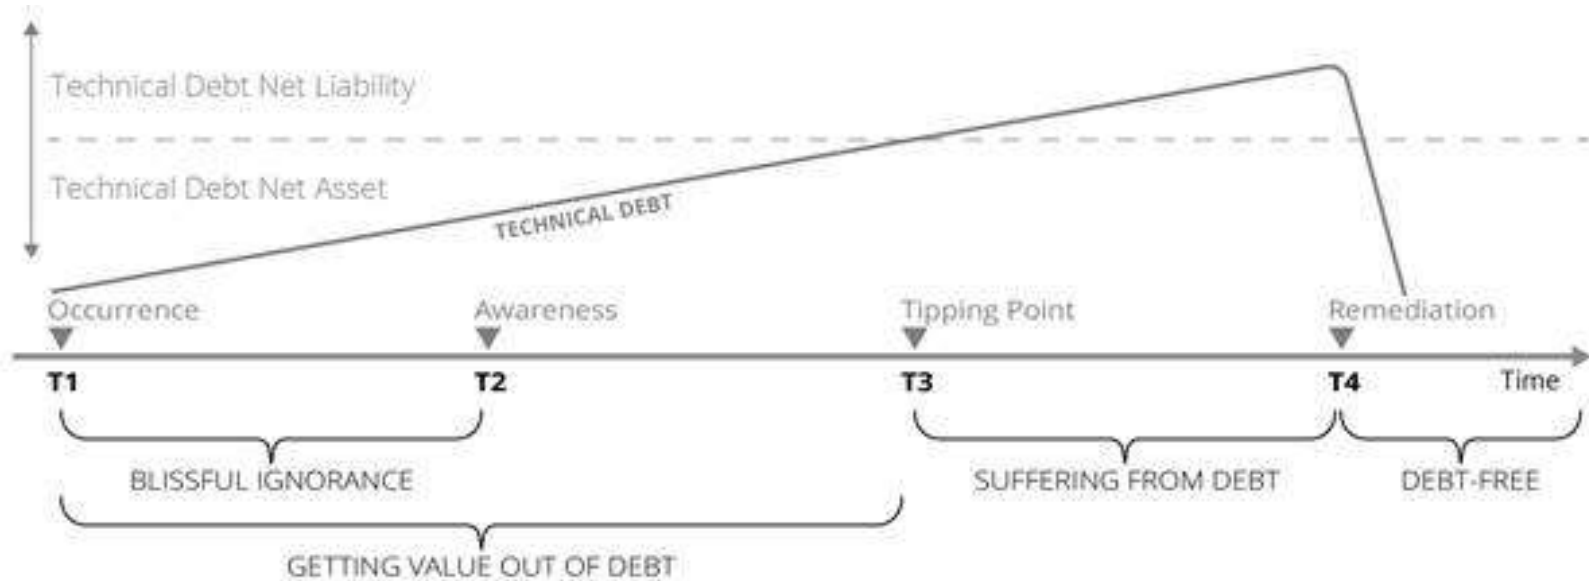 Technical Debt Net Liability
Technical Debt Net Asset
TECHNICAL DEBT
Occurrence
Awareness
Tipping Point
Remediation
T1
T2
T3
T4
Time
BLISSFUL IGNORANCE
SUFFERING FROM DEBT
DEBT-FREE
GETTING VALUE OUT OF DEBT